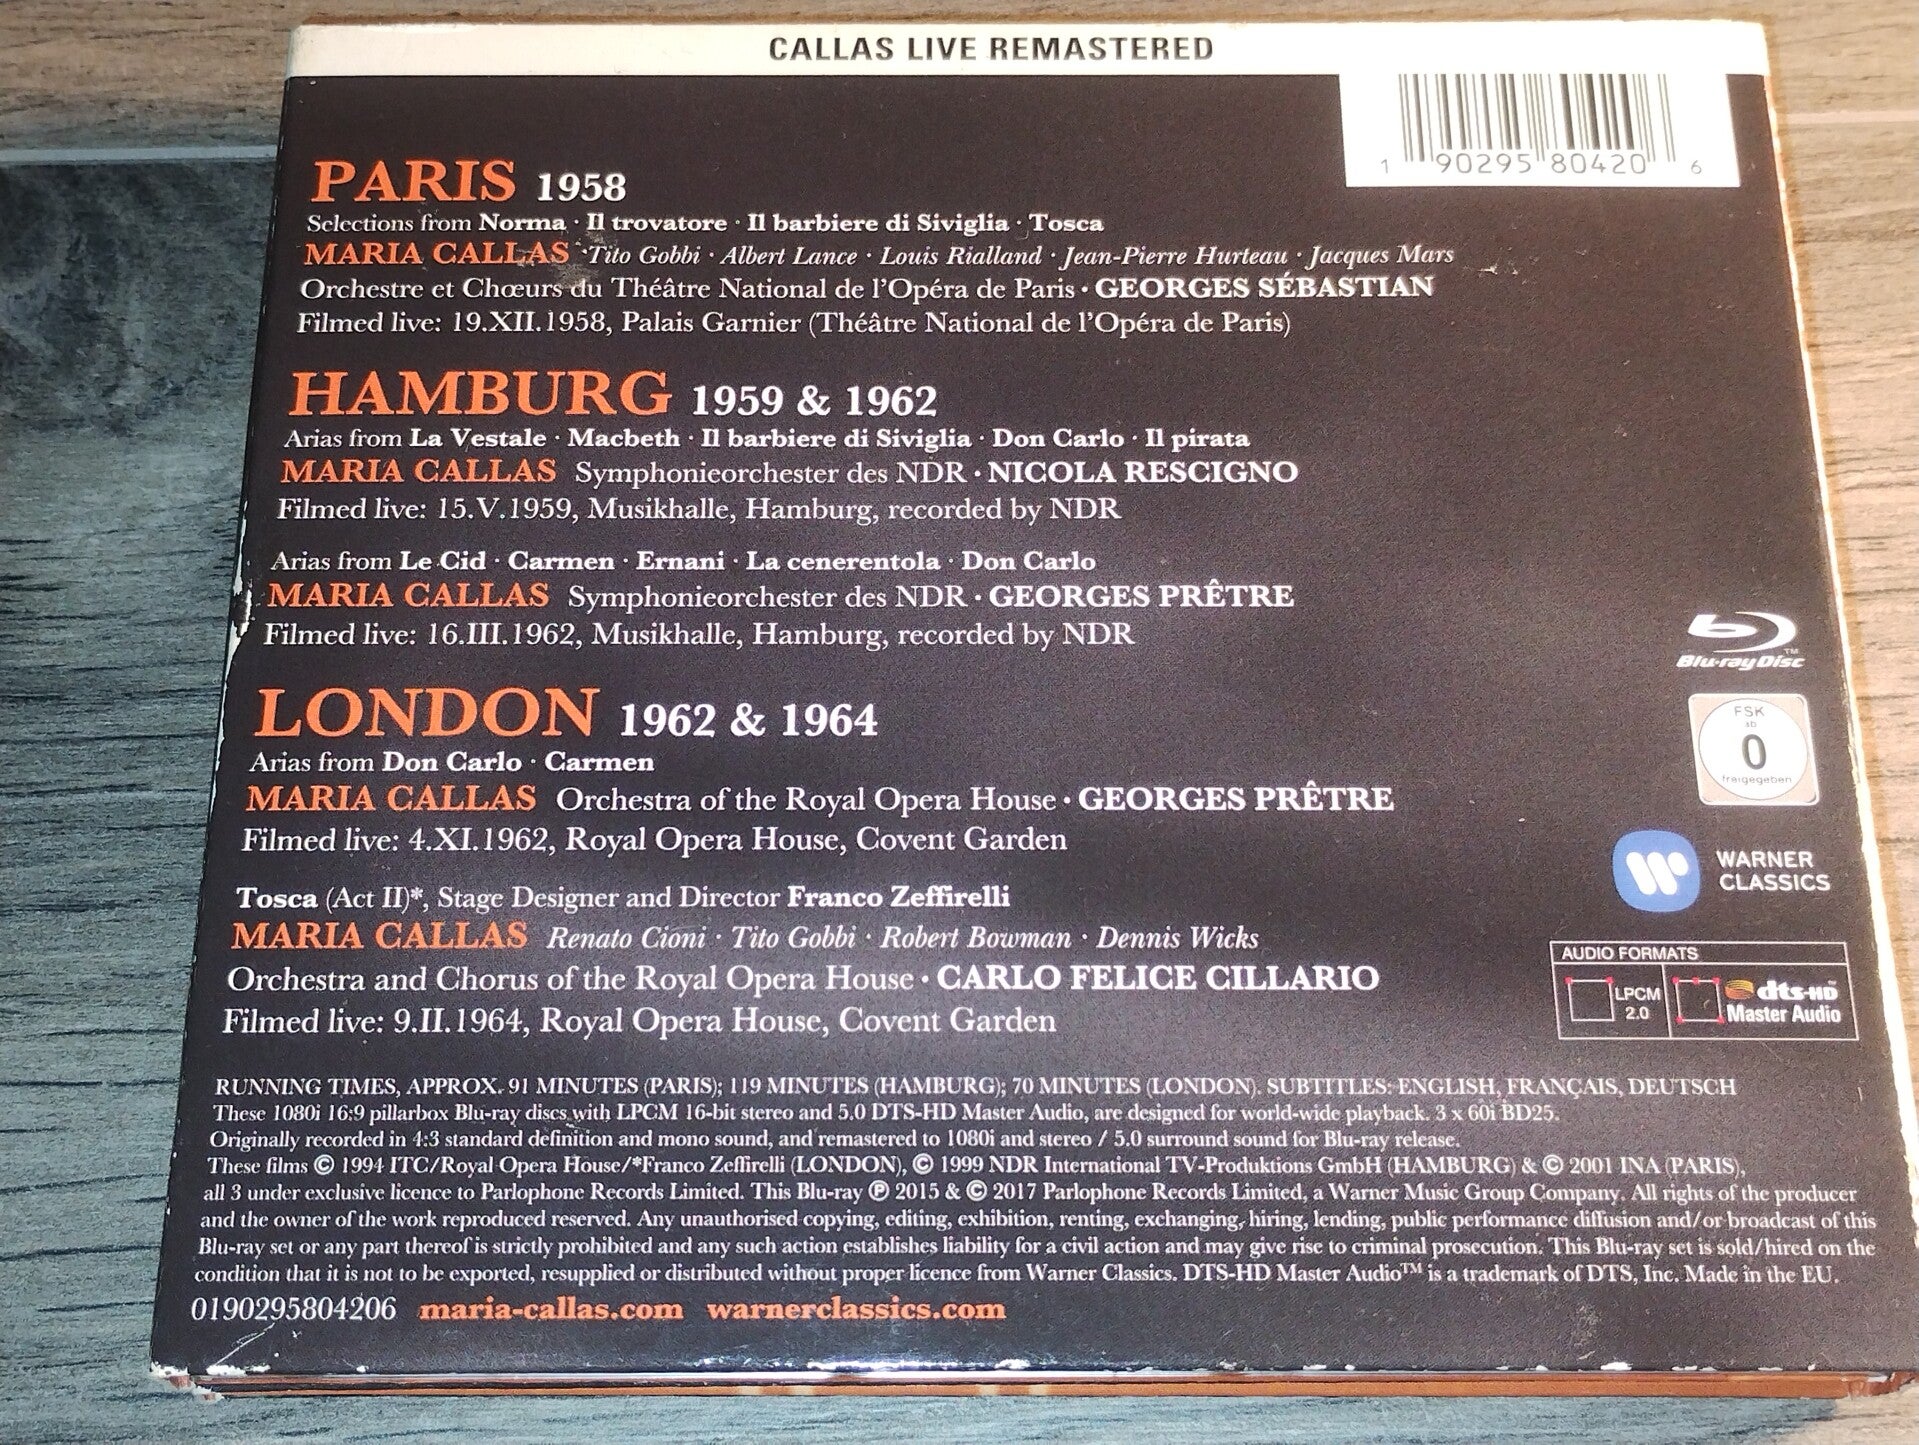 CALLAS LIVE REMASTERED
1 90295 80420 6
PARIS 1958
Selections from Norma · Il trovatore · Il barbiere di Siviglia · Tosca
MARIA CALLAS · Tito Gobbi · Albert Lance · Louis Rialland · Jean-Pierre Hurteau · Jacques Mars
Orchestre et Chœurs du Théâtre National de l'Opéra de Paris · GEORGES SÉBASTIAN
Filmed live: 19.XII.1958, Palais Garnier (Théâtre National de l'Opéra de Paris)
HAMBURG 1959 & 1962
Arias from La Vestale · Macbeth · Il barbiere di Siviglia · Don Carlo · Il pirata
MARIA CALLAS Symphonieorchester des NDR · NICOLA RESCIGNO
Filmed live: 15.V.1959, Musikhalle, Hamburg, recorded by NDR
Arias from Le Cid · Carmen · Ernani · La cenerentola · Don Carlo
MARIA CALLAS Symphonieorchester des NDR · GEORGES PRÊTRE
Filmed live: 16.III.1962, Musikhalle, Hamburg, recorded by NDR
Blu-ray Disc™
LONDON 1962 & 1964
Arias from Don Carlo · Carmen
MARIA CALLAS Orchestra of the Royal Opera House · GEORGES PRÊTRE
Filmed live: 4.XI.1962, Royal Opera House, Covent Garden
FSK
ab
0
freigegeben
WARNER
CLASSICS
Tosca (Act II)*, Stage Designer and Director Franco Zeffirelli
MARIA CALLAS Renato Cioni · Tito Gobbi · Robert Bowman · Dennis Wicks
Orchestra and Chorus of the Royal Opera House · CARLO FELICE CILLARIO
Filmed live: 9.II.1964, Royal Opera House, Covent Garden
AUDIO FORMATS
LPCM
2.0
dts-HD™
Master Audio
RUNNING TIMES, APPROX. 91 MINUTES (PARIS); 119 MINUTES (HAMBURG); 70 MINUTES (LONDON). SUBTITLES: ENGLISH, FRANÇAIS, DEUTSCH
These 1080i 16:9 pillarbox Blu-ray discs with LPCM 16-bit stereo and 5.0 DTS-HD Master Audio, are designed for world-wide playback. 3 x 60i BD25.
Originally recorded in 4:3 standard definition and mono sound, and remastered to 1080i and stereo / 5.0 surround sound for Blu-ray release.
These films © 1994 ITC/Royal Opera House/*Franco Zeffirelli (LONDON), © 1999 NDR International TV-Produktions GmbH (HAMBURG) & © 2001 INA (PARIS),
all 3 under exclusive licence to Parlophone Records Limited. This Blu-ray ℗ 2015 & © 2017 Parlophone Records Limited, a Warner Music Group Company. All rights of the producer
and the owner of the work reproduced reserved. Any unauthorised copying, editing, exhibition, renting, exchanging, hiring, lending, public performance diffusion and/or broadcast of this
Blu-ray set or any part thereof is strictly prohibited and any such action establishes liability for a civil action and may give rise to criminal prosecution. This Blu-ray set is sold/hired on the
condition that it is not to be exported, resupplied or distributed without proper licence from Warner Classics. DTS-HD Master Audio™ is a trademark of DTS, Inc. Made in the EU.
0190295804206 maria-callas.com warnerclassics.com